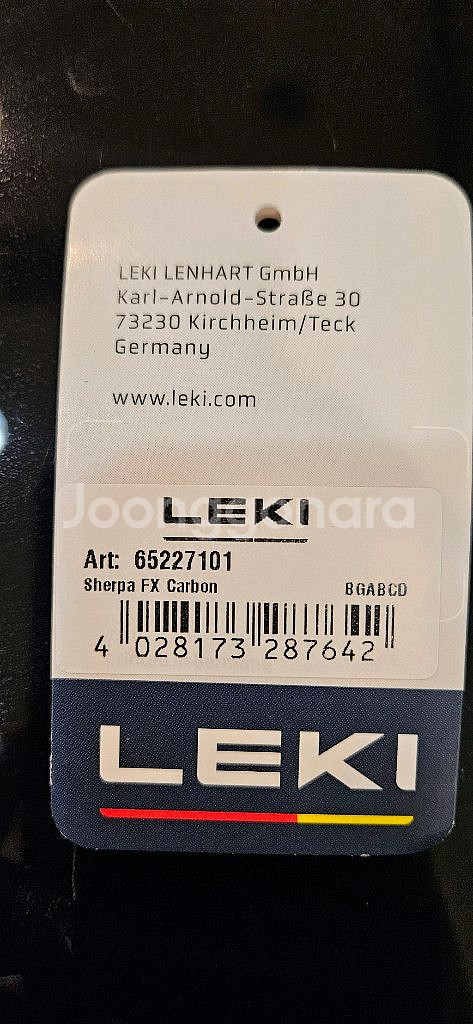 LEKI LENHART GmbH
Karl-Arnold-Straße 30
73230 Kirchheim/Teck
Germany
www.leki.com
Joonggonara
LEKI
Art: 65227101
Sherpa FX Carbon BGABCD
4 028173 287642
LEKI